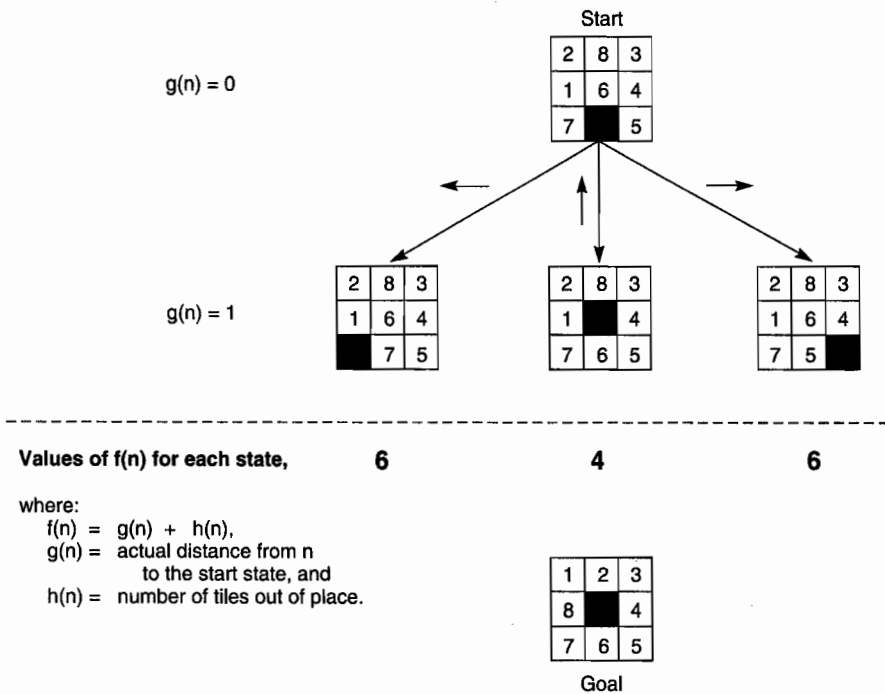 Start
2 8 3
g(n) = 0
1 6 4
7 5
2 8 3
2 8 3
2 8 3
g(n) = 1
1 6 4
1 4
1 6 4
7 5
7 6 5
7 5
Values of f(n) for each state, 6 4 6
where:
f(n) = g(n) + h(n),
g(n) = actual distance from n
to the start state, and
h(n) = number of tiles out of place.
1 2 3
8 4
7 6 5
Goal